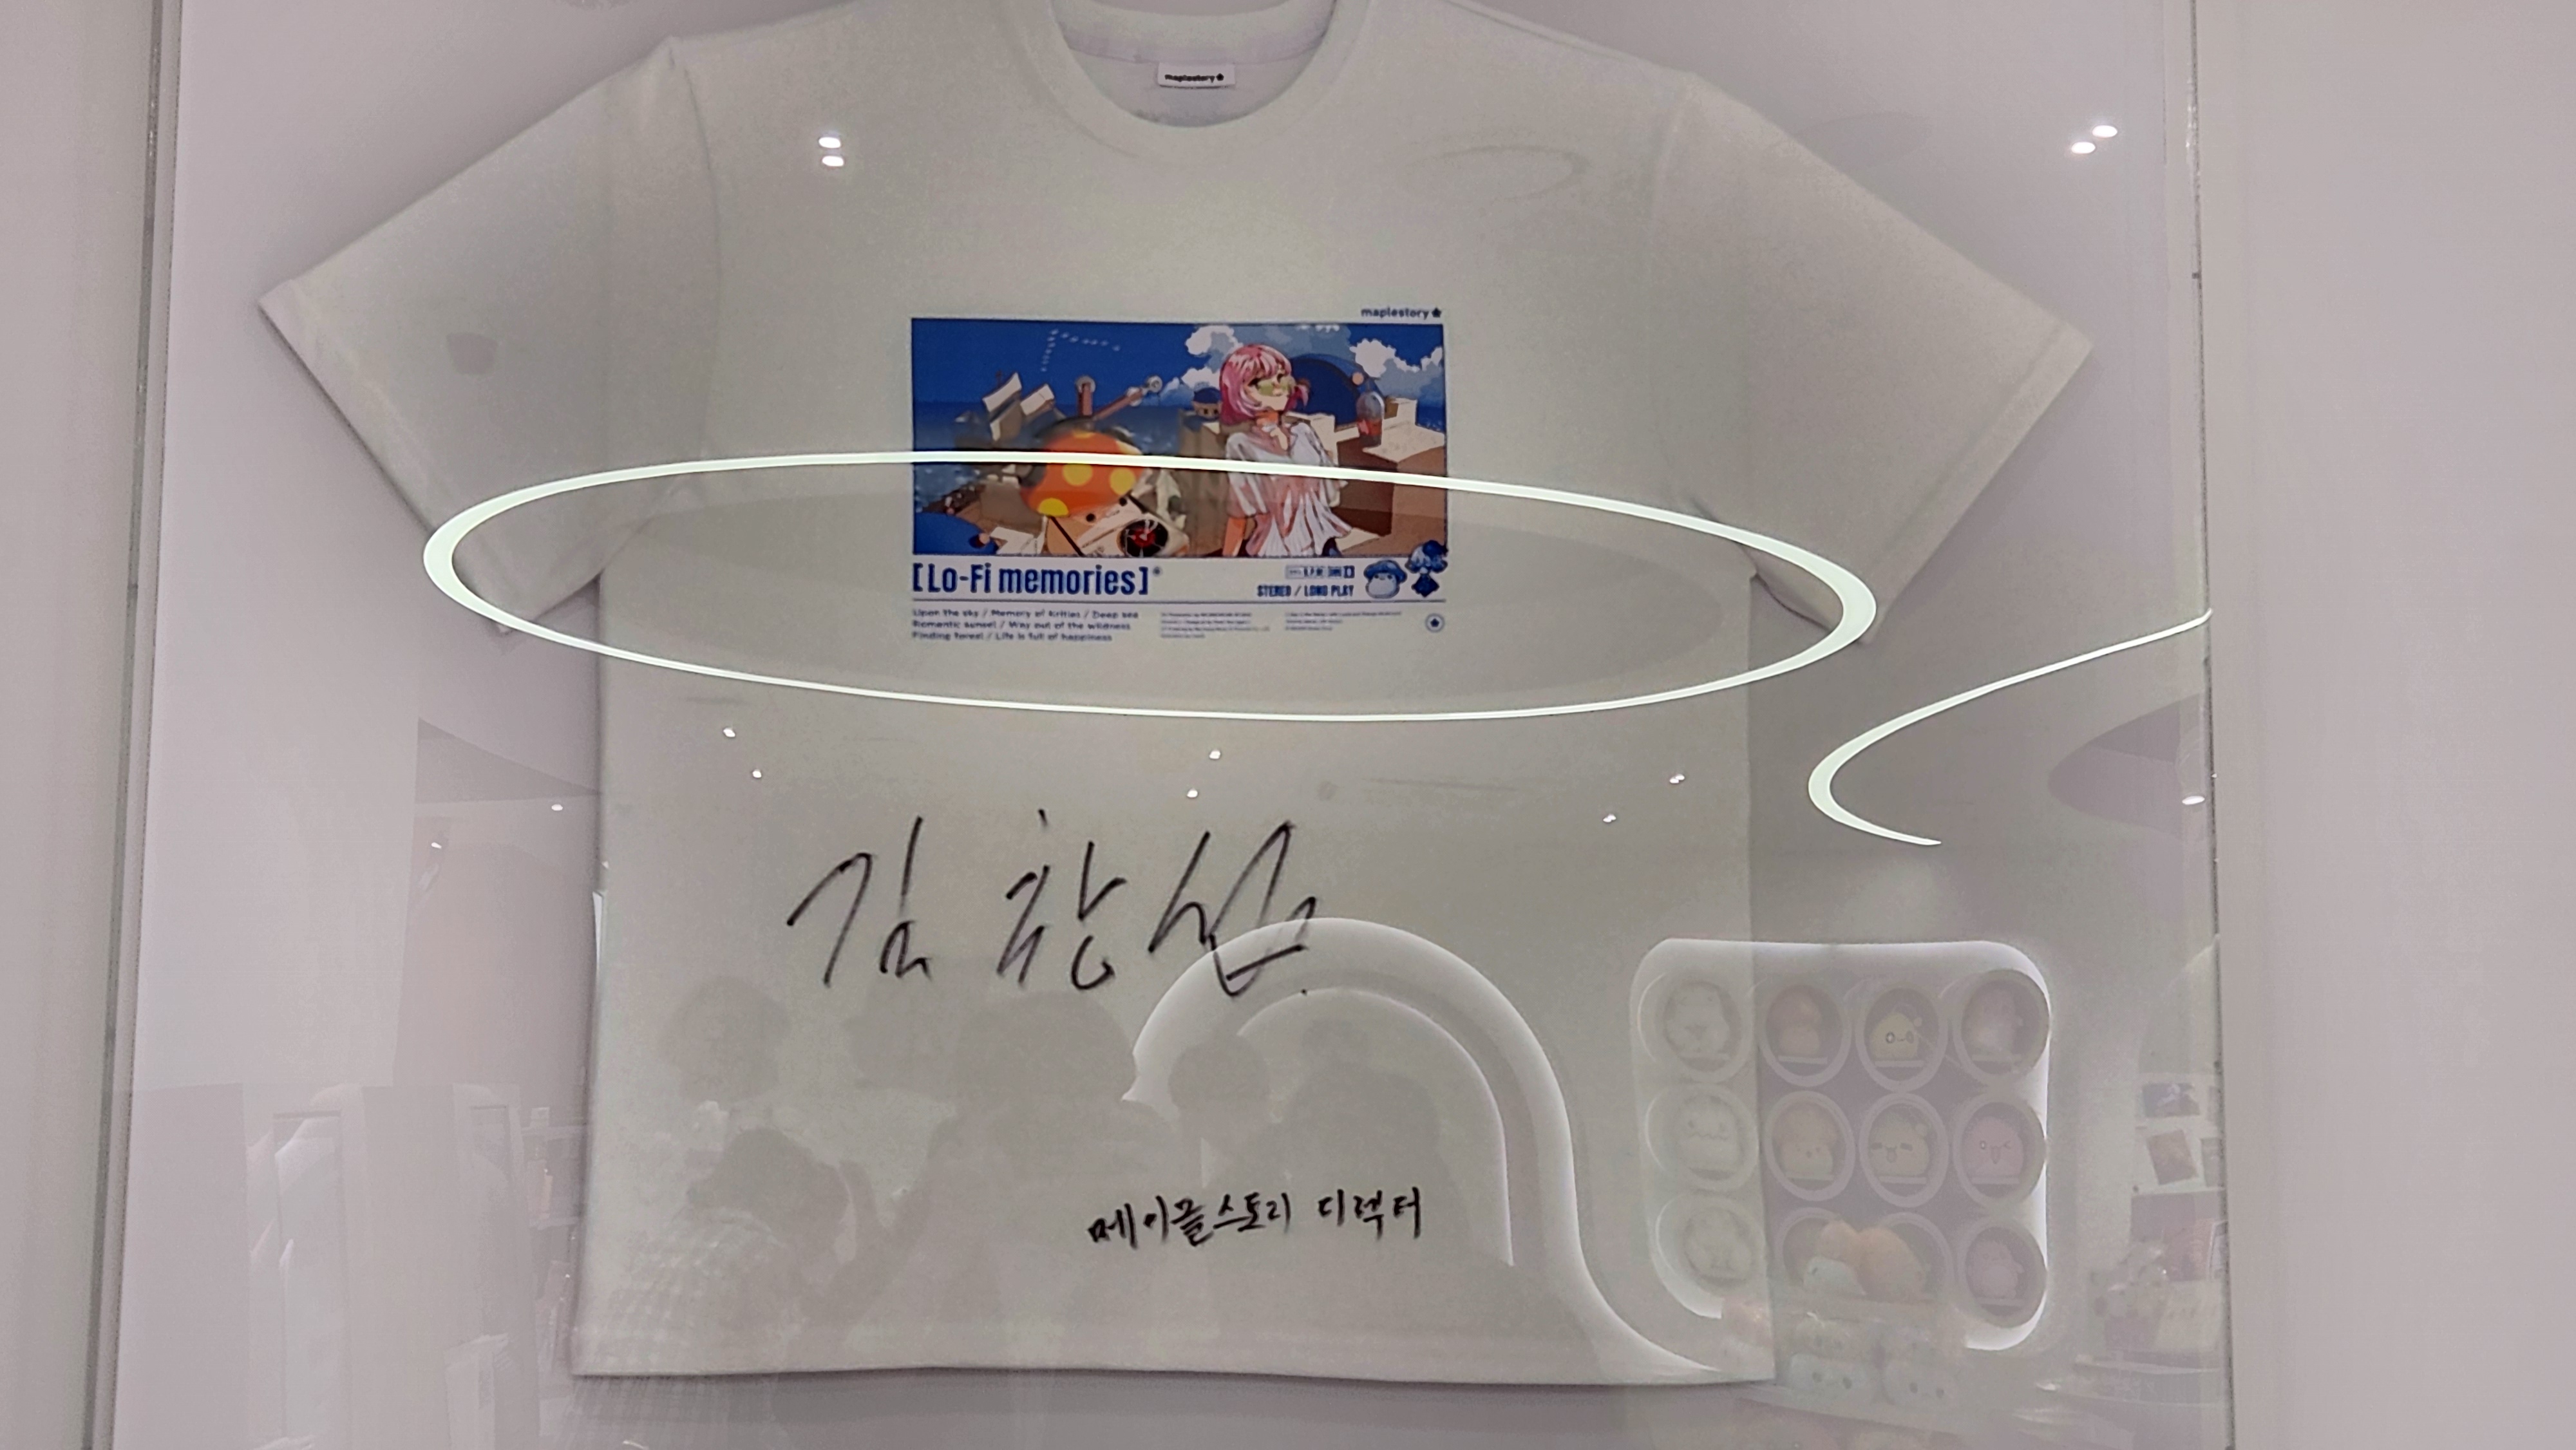 maplestory
maplestory
[Lo-Fi memories]
STEREO / LONG PLAY
Upon the sky / Memory of Krities / Deep sea
Romantic sunset / Way out of the wildness
Finding forest / Life is full of happiness
김창섭
메이플스토리 디렉터